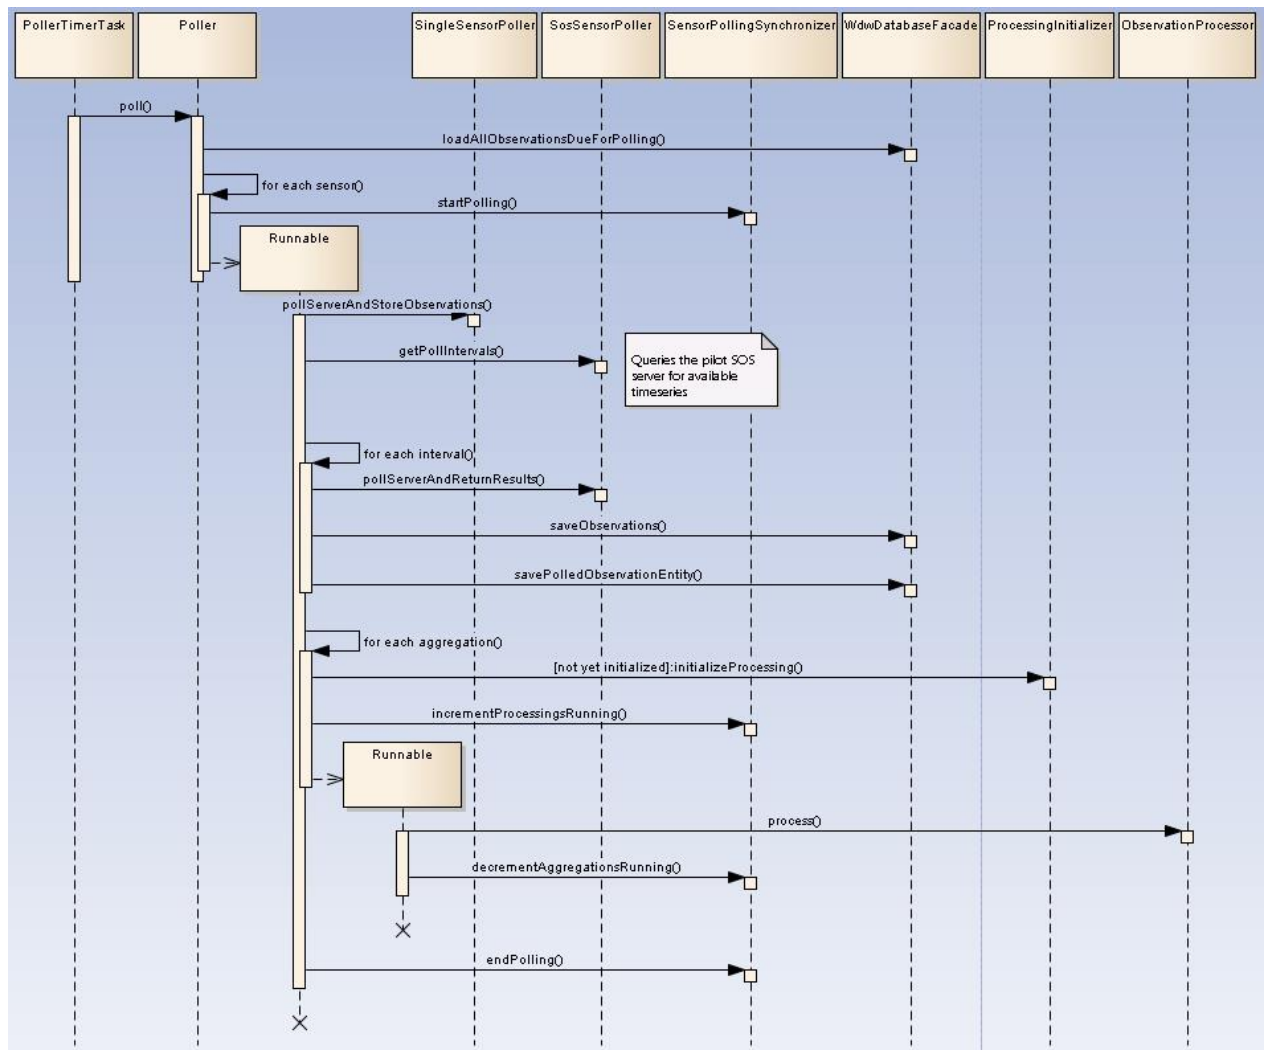 PollerTimerTask
Poller
SingleSensorPoller
SosSensorPoller
SensorPollingSynchronizer
WdwDatabaseFacade
ProcessingInitializer
ObservationProcessor
poll()
loadAllObservationsDueForPolling()
for each sensor()
startPolling()
Runnable
pollServerAndStoreObservations()
getPollIntervals()
Queries the pilot SOS
server for available
timeseries
for each interval()
pollServerAndReturnResults()
saveObservations()
savePolledObservationEntity()
for each aggregation()
[not yet initialized]:initializeProcessing()
incrementProcessingsRunning()
Runnable
process()
decrementAggregationsRunning()
endPolling()